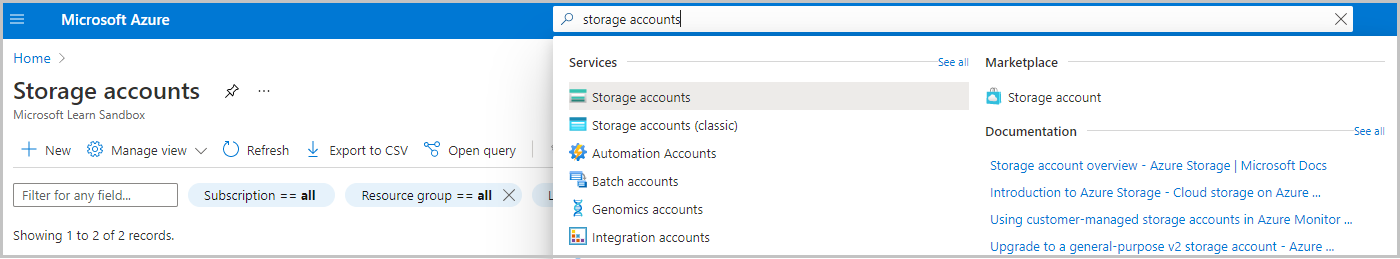 Microsoft Azure
storage accounts
Home
Storage accounts
...
Microsoft Learn Sandbox
New
Manage view
Refresh
Export to CSV
Open query
Filter for any field...
Subscription == all
Resource group == all
L
Showing 1 to 2 of 2 records.
Services
See all
Storage accounts
Storage accounts (classic)
Automation Accounts
Batch accounts
Genomics accounts
Integration accounts
Marketplace
Storage account
Documentation
See all
Storage account overview - Azure Storage | Microsoft Docs
Introduction to Azure Storage - Cloud storage on Azure ...
Using customer-managed storage accounts in Azure Monitor ...
Upgrade to a general-purpose v2 storage account - Azure ...